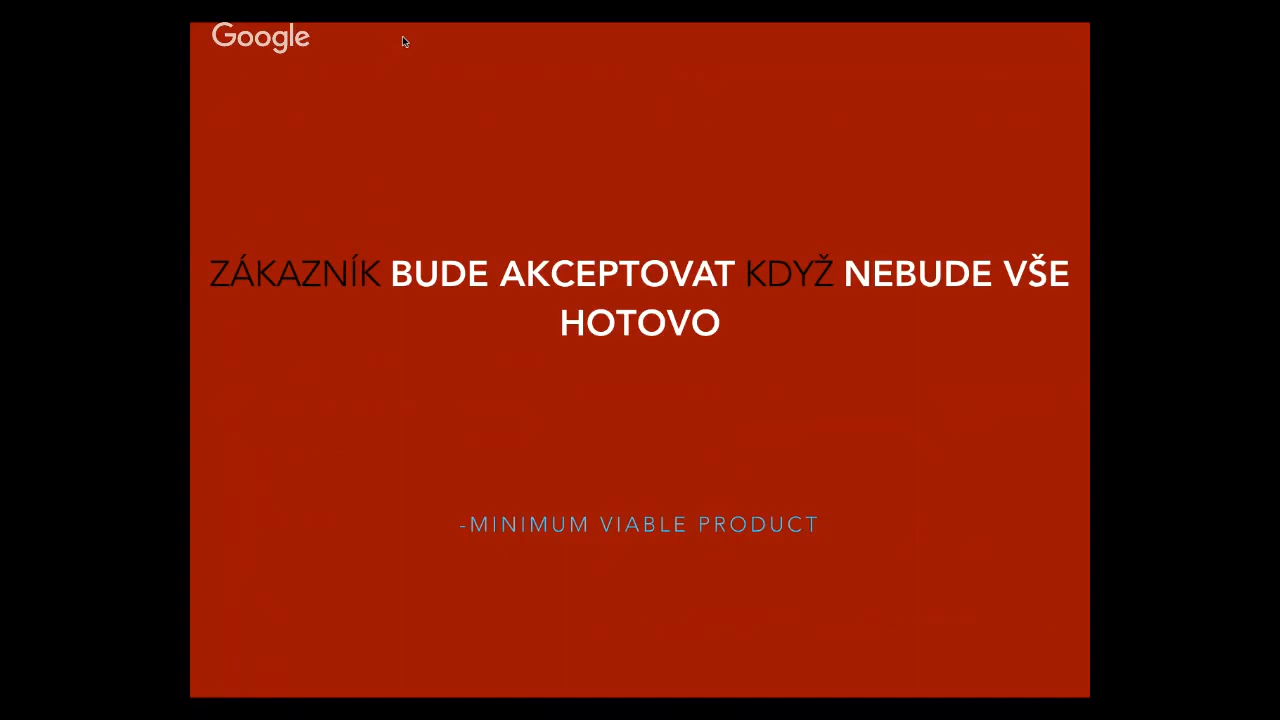 Google
ZÁKAZNÍK BUDE AKCEPTOVAT KDYŽ NEBUDE VŠE
HOTOVO
-MINIMUM VIABLE PRODUCT